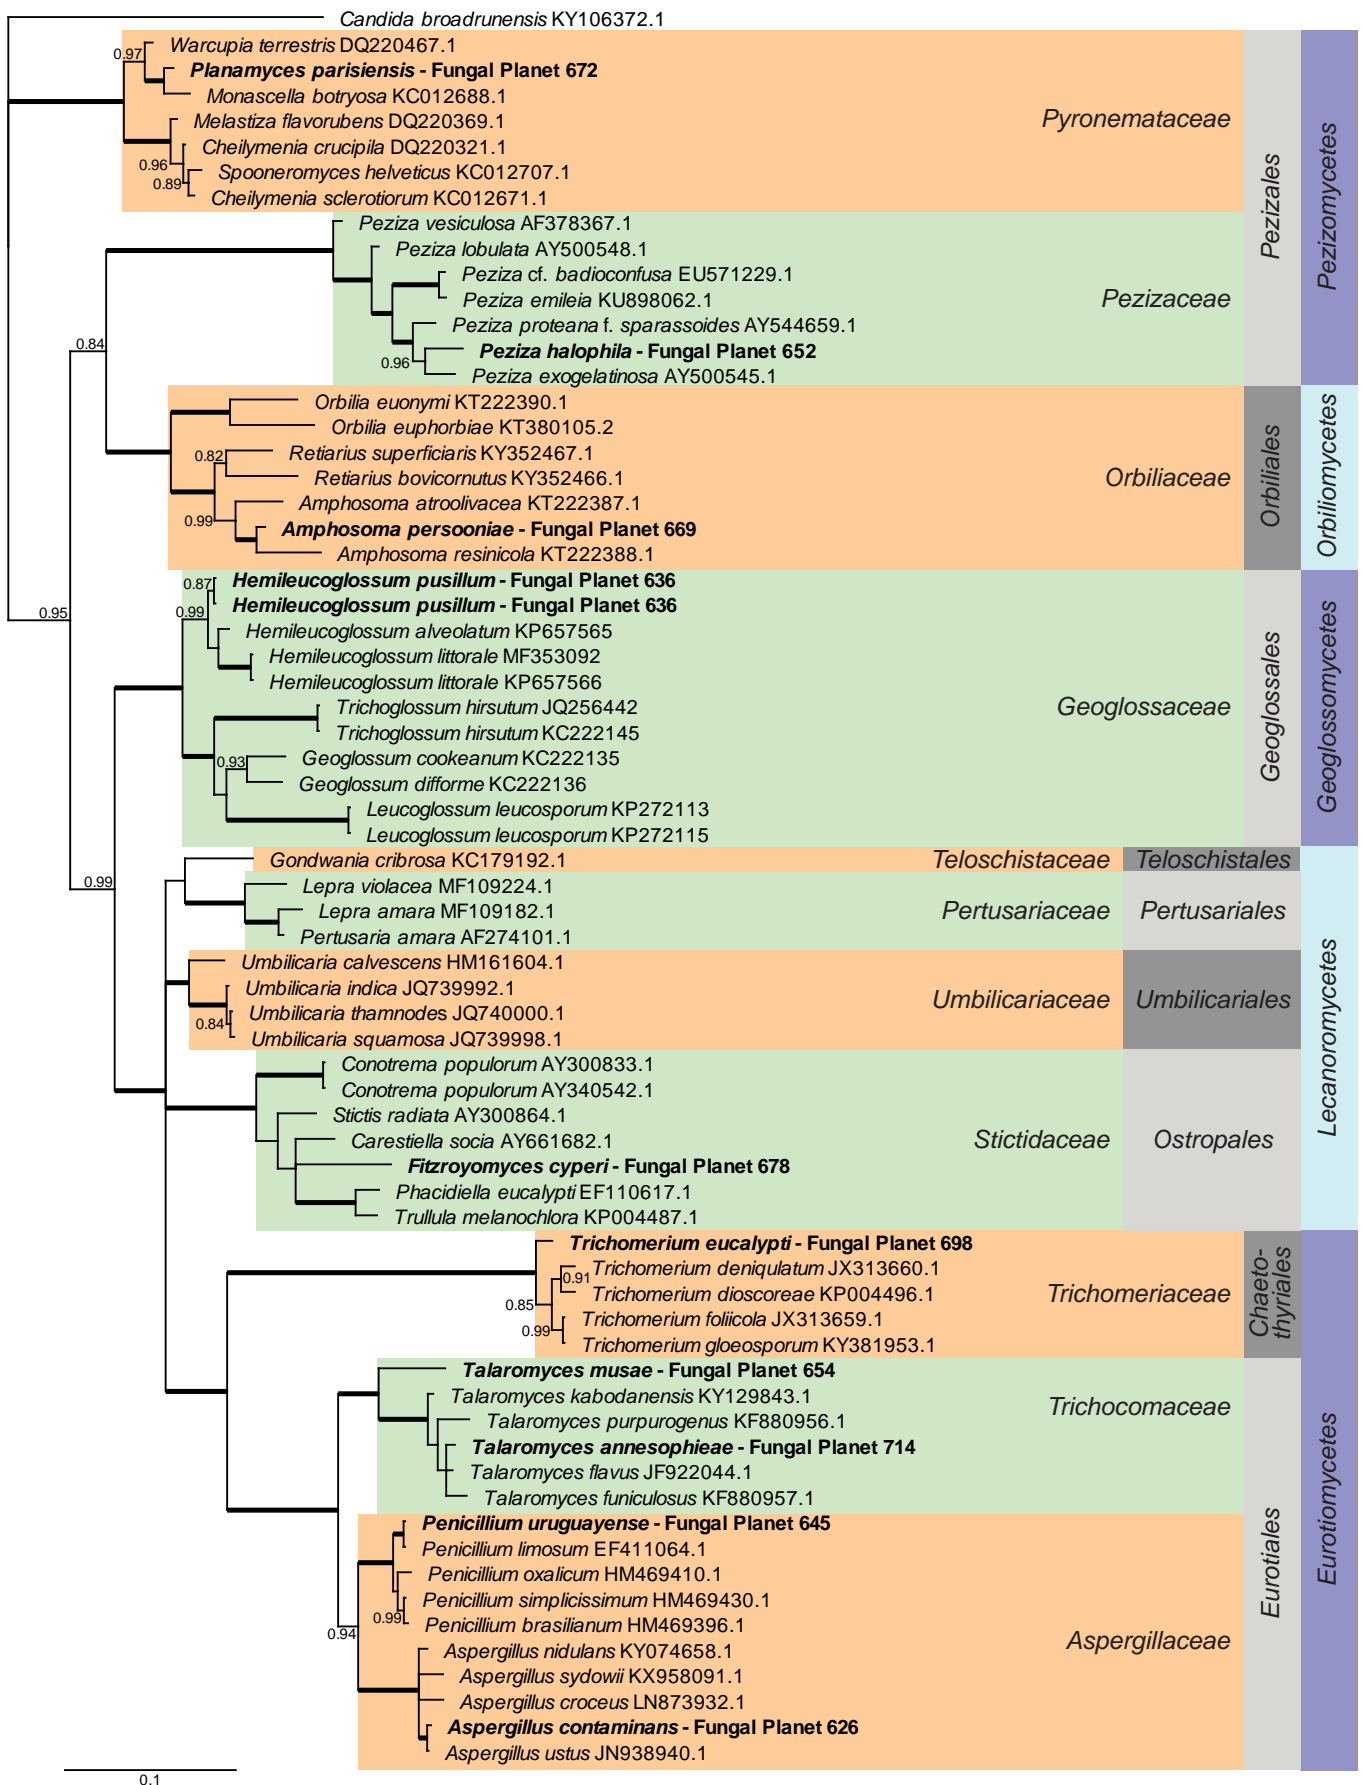 Candida broadrunensis KY106372.1
0.97
Warcupia terrestris DQ220467.1
Planamyces parisiensis - Fungal Planet 672
Monascella botryosa KC012688.1
Melastiza flavorubens DQ220369.1
Cheilymenia crucipila DQ220321.1
0.96
Spooneromyces helveticus KC012707.1
0.89
Cheilymenia sclerotiorum KC012671.1
Pyronemataceae
Peziza vesiculosa AF378367.1
Peziza lobulata AY500548.1
Peziza cf. badioconfusa EU571229.1
Peziza emileia KU898062.1
Peziza proteana f. sparassoides AY544659.1
Peziza halophila - Fungal Planet 652
0.96
Peziza exogelatinosa AY500545.1
Pezizaceae
Pezizales
Pezizomycetes
0.84
Orbilia euonymi KT222390.1
Orbilia euphorbiae KT380105.2
0.82
Retiarius superficiaris KY352467.1
Retiarius bovicornutus KY352466.1
Amphosoma atroolivacea KT222387.1
0.99
Amphosoma persooniae - Fungal Planet 669
Amphosoma resinicola KT222388.1
Orbiliaceae
Orbiliales
Orbiliomycetes
0.95
0.87
Hemileucoglossum pusillum - Fungal Planet 636
0.99
Hemileucoglossum pusillum - Fungal Planet 636
Hemileucoglossum alveolatum KP657565
Hemileucoglossum littorale MF353092
Hemileucoglossum littorale KP657566
Trichoglossum hirsutum JQ256442
Trichoglossum hirsutum KC222145
0.93
Geoglossum cookeanum KC222135
Geoglossum difforme KC222136
Leucoglossum leucosporum KP272113
Leucoglossum leucosporum KP272115
Geoglossaceae
Geoglossales
Geoglossomycetes
0.99
Gondwania cribrosa KC179192.1
Teloschistaceae
Teloschistales
Lepra violacea MF109224.1
Lepra amara MF109182.1
Pertusaria amara AF274101.1
Pertusariaceae
Pertusariales
Umbilicaria calvescens HM161604.1
Umbilicaria indica JQ739992.1
Umbilicaria thamnodes JQ740000.1
0.84
Umbilicaria squamosa JQ739998.1
Umbilicariaceae
Umbilicariales
Conotrema populorum AY300833.1
Conotrema populorum AY340542.1
Stictis radiata AY300864.1
Carestiella socia AY661682.1
Fitzroyomyces cyperi - Fungal Planet 678
Phacidiella eucalypti EF110617.1
Trullula melanochlora KP004487.1
Stictidaceae
Ostropales
Lecanoromycetes
Trichomerium eucalypti - Fungal Planet 698
0.91
Trichomerium deniqulatum JX313660.1
Trichomerium dioscoreae KP004496.1
0.85
Trichomerium foliicola JX313659.1
0.99
Trichomerium gloeosporum KY381953.1
Trichomeriaceae
Chaeto-
thyriales
Talaromyces musae - Fungal Planet 654
Talaromyces kabodanensis KY129843.1
Talaromyces purpurogenus KF880956.1
Talaromyces annesophieae - Fungal Planet 714
Talaromyces flavus JF922044.1
Talaromyces funiculosus KF880957.1
Trichocomaceae
Penicillium uruguayense - Fungal Planet 645
Penicillium limosum EF411064.1
Penicillium oxalicum HM469410.1
Penicillium simplicissimum HM469430.1
0.99
Penicillium brasilianum HM469396.1
0.94
Aspergillus nidulans KY074658.1
Aspergillus sydowii KX958091.1
Aspergillus croceus LN873932.1
Aspergillus contaminans - Fungal Planet 626
Aspergillus ustus JN938940.1
Aspergillaceae
Eurotiales
Eurotiomycetes
0.1